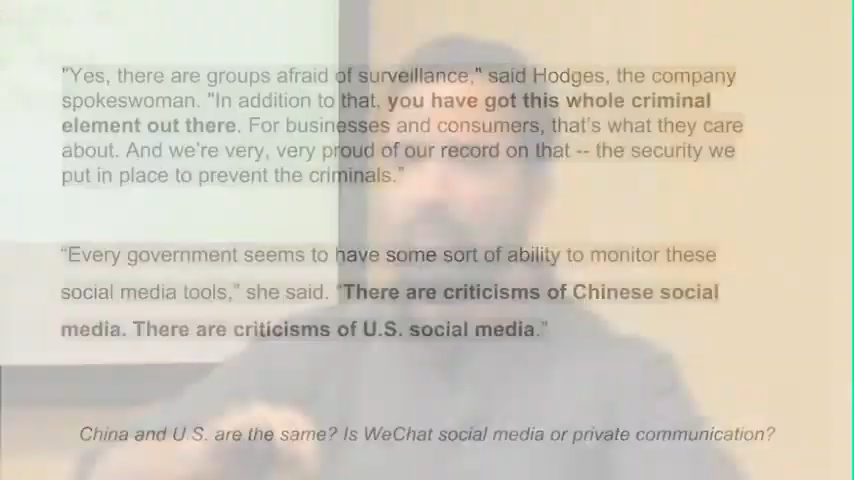 "Yes, there are groups afraid of surveillance," said Hodges, the company
spokeswoman. "In addition to that, you have got this whole criminal
element out there. For businesses and consumers, that's what they care
about. And we're very, very proud of our record on that -- the security we
put in place to prevent the criminals."
“Every government seems to have some sort of ability to monitor these
social media tools,” she said. “There are criticisms of Chinese social
media. There are criticisms of U.S. social media.”
China and U.S. are the same? Is WeChat social media or private communication?